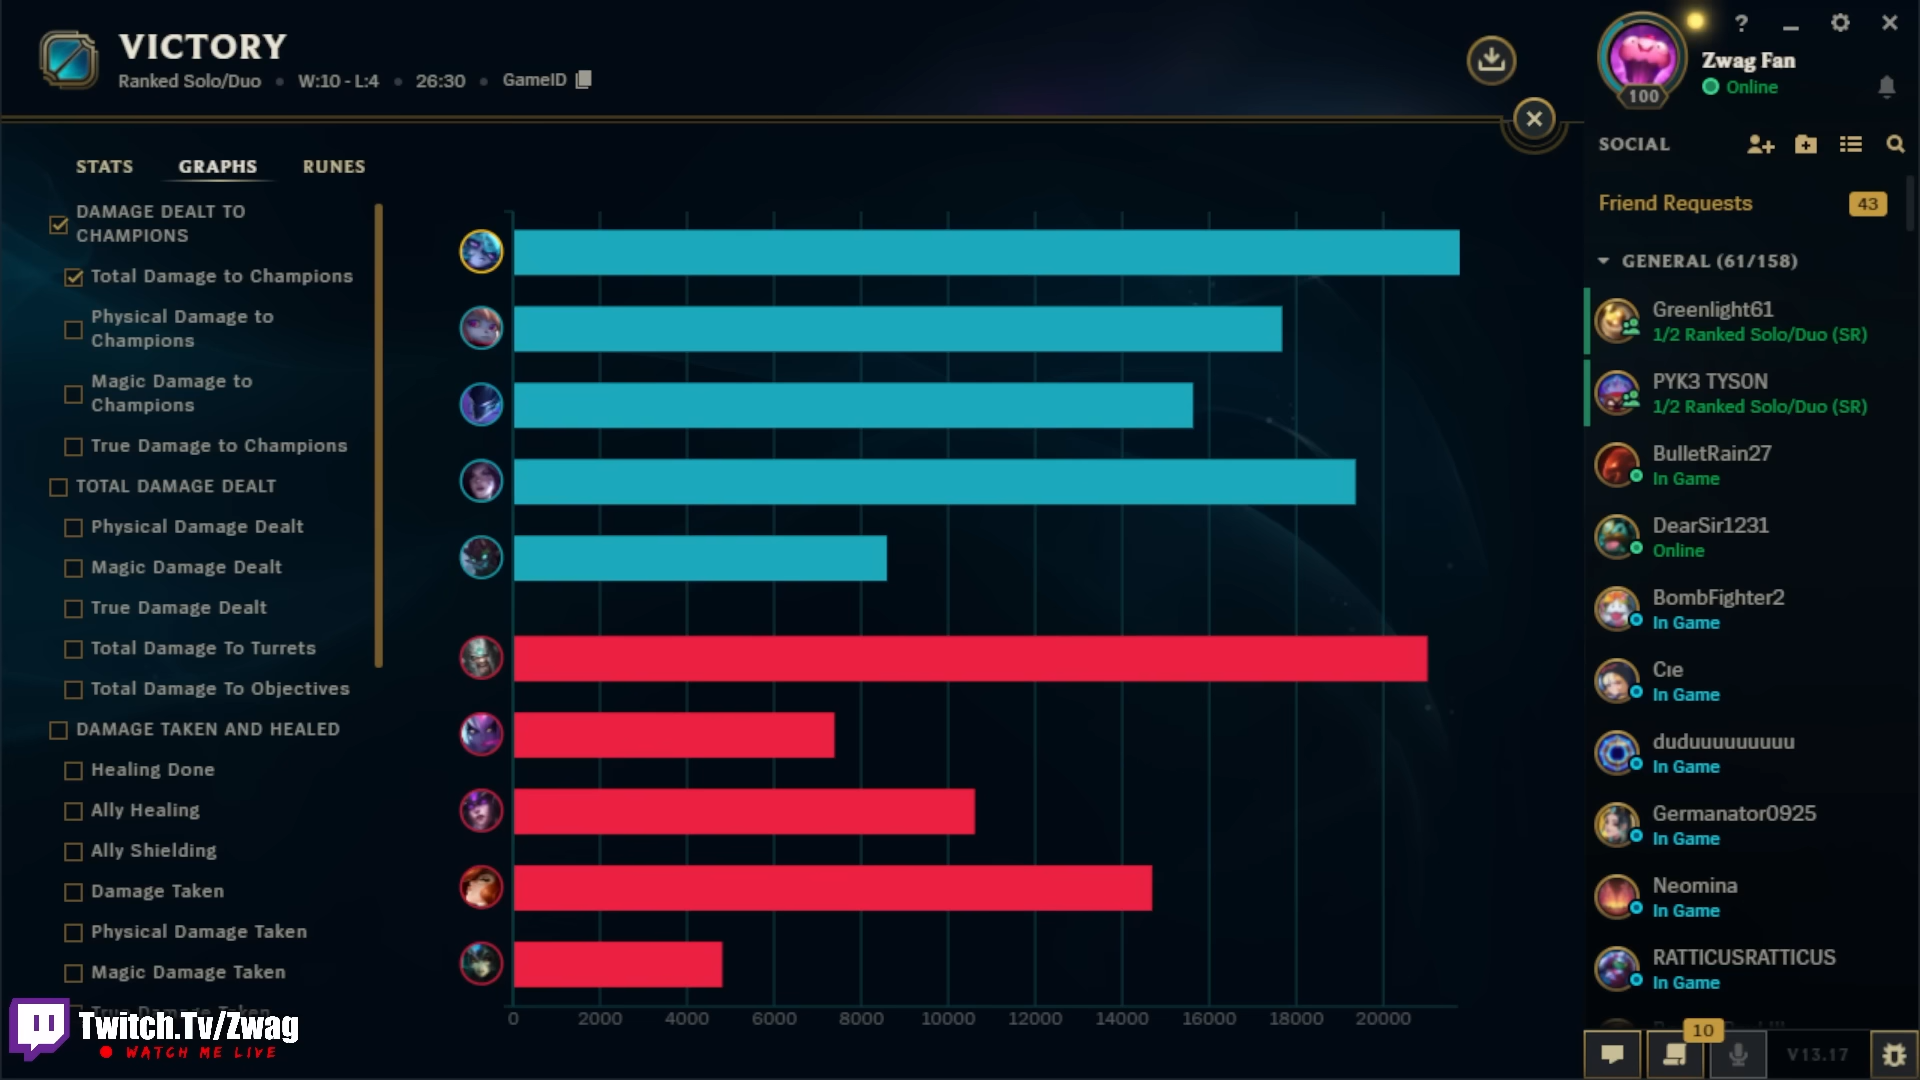 VICTORY
Ranked Solo/Duo • W:10 - L:4 • 26:30 • GameID
STATS GRAPHS RUNES
DAMAGE DEALT TO
CHAMPIONS
Total Damage to Champions
Physical Damage to
Champions
Magic Damage to
Champions
True Damage to Champions
TOTAL DAMAGE DEALT
Physical Damage Dealt
Magic Damage Dealt
True Damage Dealt
Total Damage To Turrets
Total Damage To Objectives
DAMAGE TAKEN AND HEALED
Healing Done
Ally Healing
Ally Shielding
Damage Taken
Physical Damage Taken
Magic Damage Taken
True Damage Taken
Twitch.Tv/Zwag
WATCH ME LIVE
0 2000 4000 6000 8000 10000 12000 14000 16000 18000 20000
?
Zwag Fan
Online
100
SOCIAL
Friend Requests 43
GENERAL (61/158)
Greenlight61
1/2 Ranked Solo/Duo (SR)
PYK3 TYSON
1/2 Ranked Solo/Duo (SR)
BulletRain27
In Game
DearSir1231
Online
BombFighter2
In Game
Cıe
In Game
duduuuuuuuuu
In Game
Germanator0925
In Game
Neomina
In Game
RATTICUSRATTICUS
In Game
10
V13.17